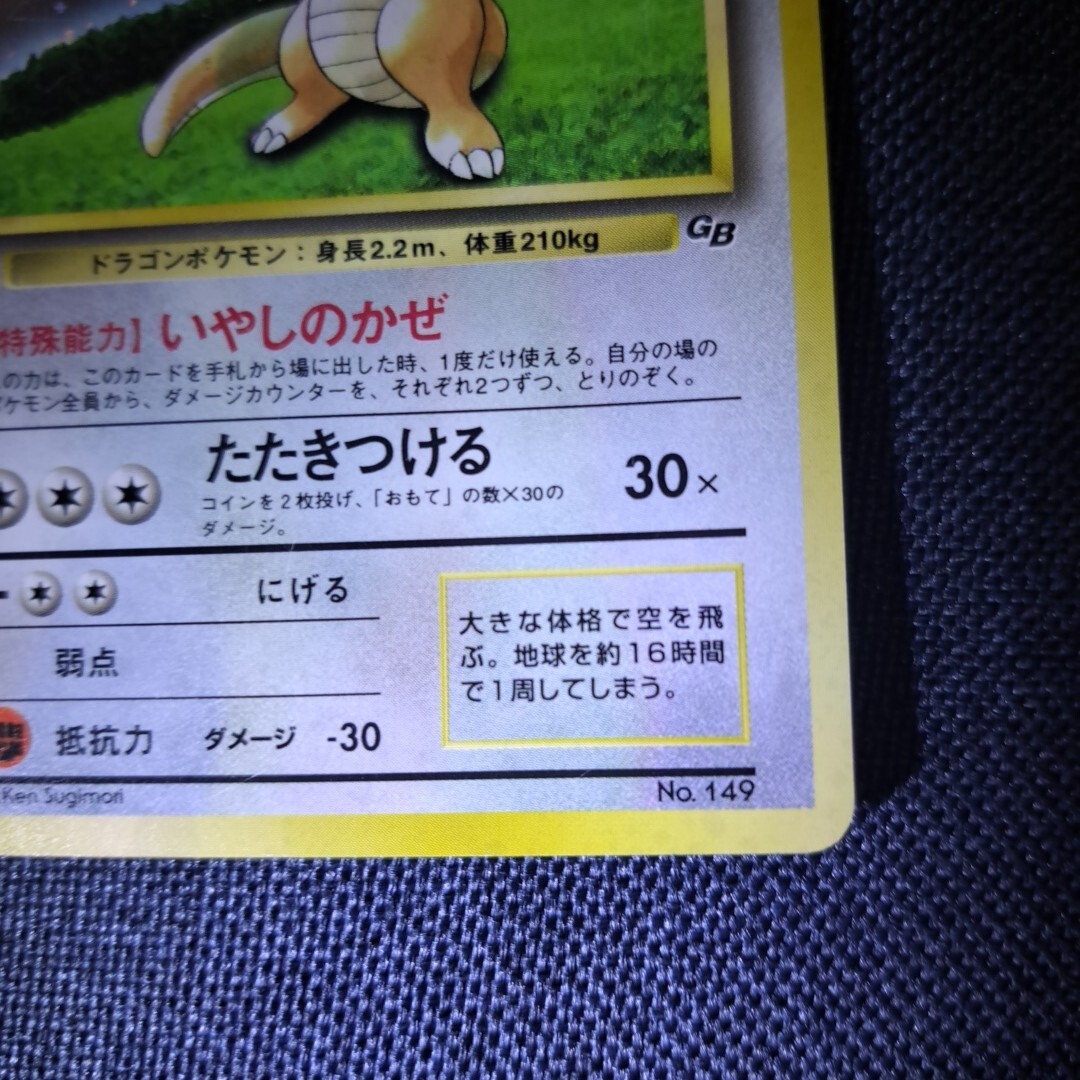 ドラゴンポケモン：身長2.2m、体重210kg
GB
特殊能力】いやしのかぜ
の力は、このカードを手札から場に出した時、1度だけ使える。自分の場の
ケモン全員から、ダメージカウンターを、それぞれ2つずつ、とりのぞく。
たたきつける
30×
コインを2枚投げ、「おもて」の数×30の
ダメージ。
にげる
弱点
抵抗力 ダメージ -30
大きな体格で空を飛
ぶ。地球を約16時間
で1周してしまう。
Ken Sugimori
No. 149